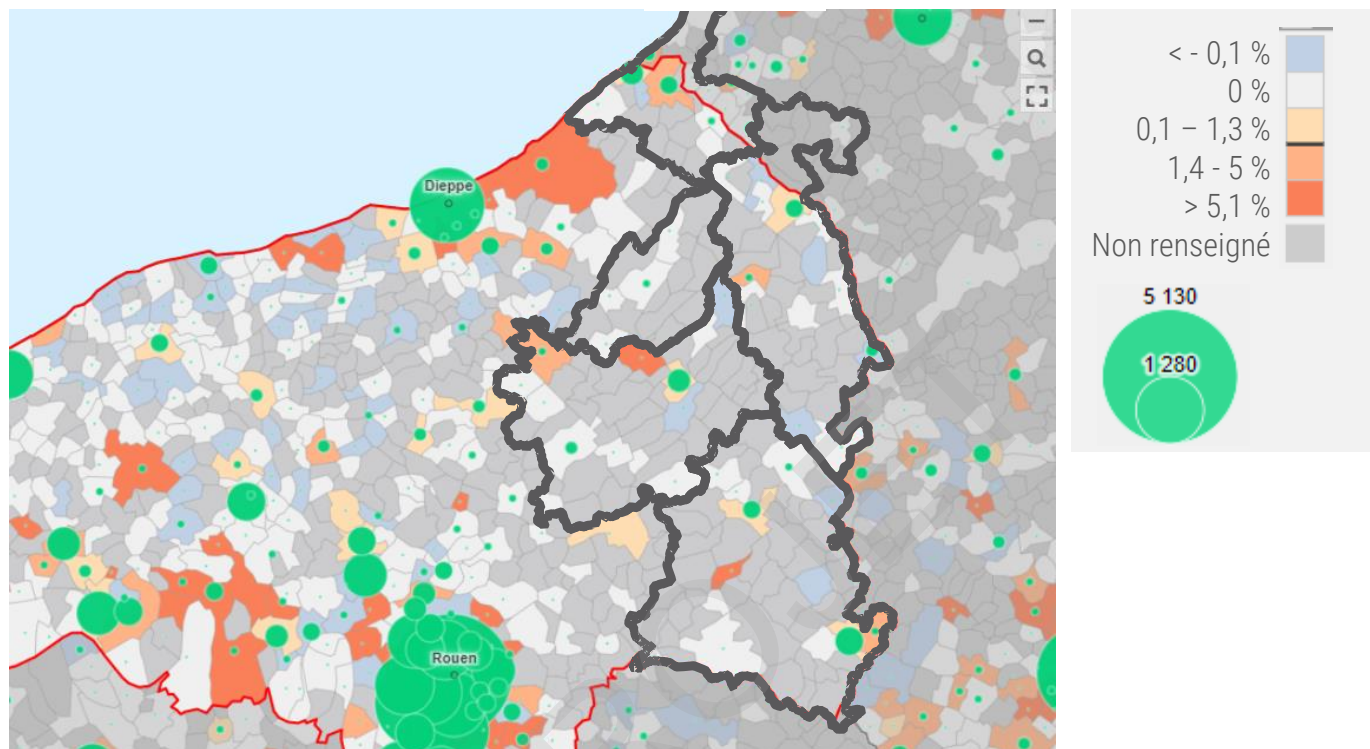 Dieppe
Rouen
< - 0,1 %
0 %
0,1 – 1,3 %
1,4 - 5 %
> 5,1 %
Non renseigné
5 130
1 280